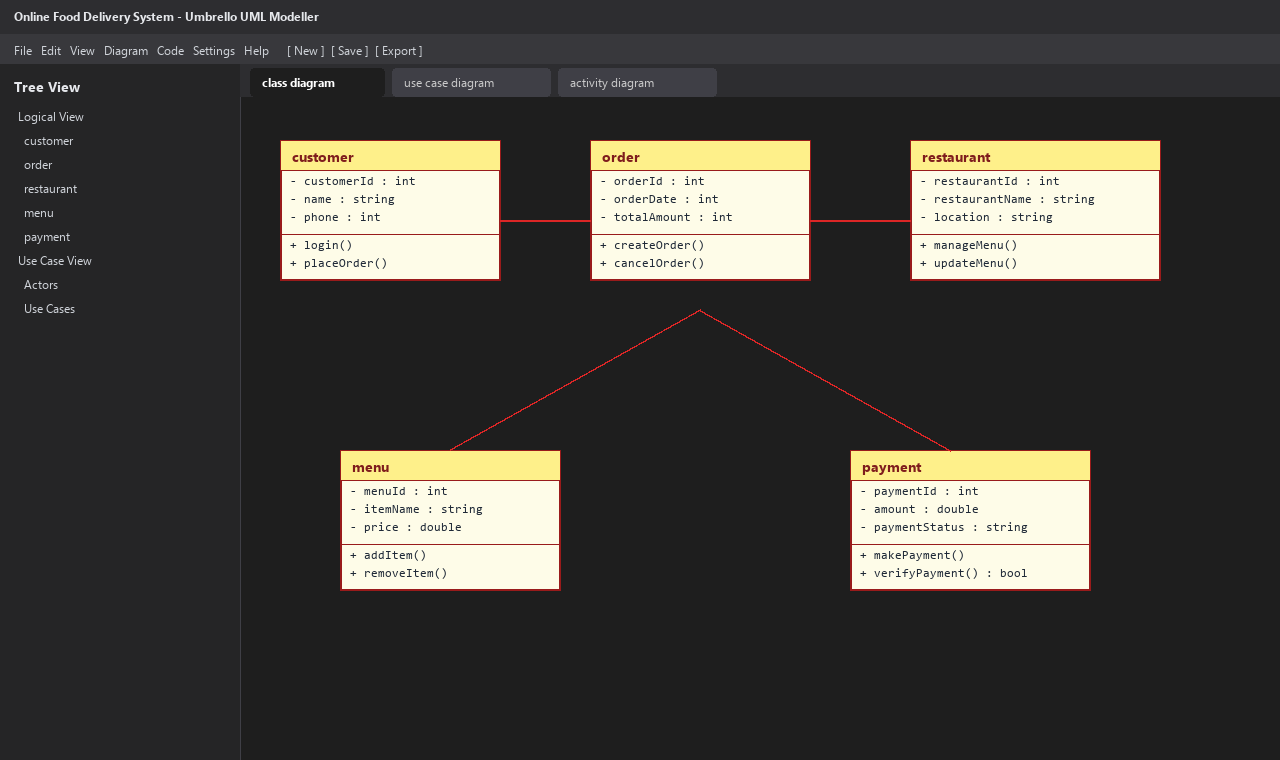 Online Food Delivery System - Umbrello UML Modeller
File Edit View Diagram Code Settings Help [ New ] [ Save ] [ Export ]
Tree View
Logical View
customer
order
restaurant
menu
payment
Use Case View
Actors
Use Cases
class diagram
use case diagram
activity diagram
customer
- customerId : int
- name : string
- phone : int
+ login()
+ placeOrder()
order
- orderId : int
- orderDate : int
- totalAmount : int
+ createOrder()
+ cancelOrder()
restaurant
- restaurantId : int
- restaurantName : string
- location : string
+ manageMenu()
+ updateMenu()
menu
- menuId : int
- itemName : string
- price : double
+ addItem()
+ removeItem()
payment
- paymentId : int
- amount : double
- paymentStatus : string
+ makePayment()
+ verifyPayment() : bool